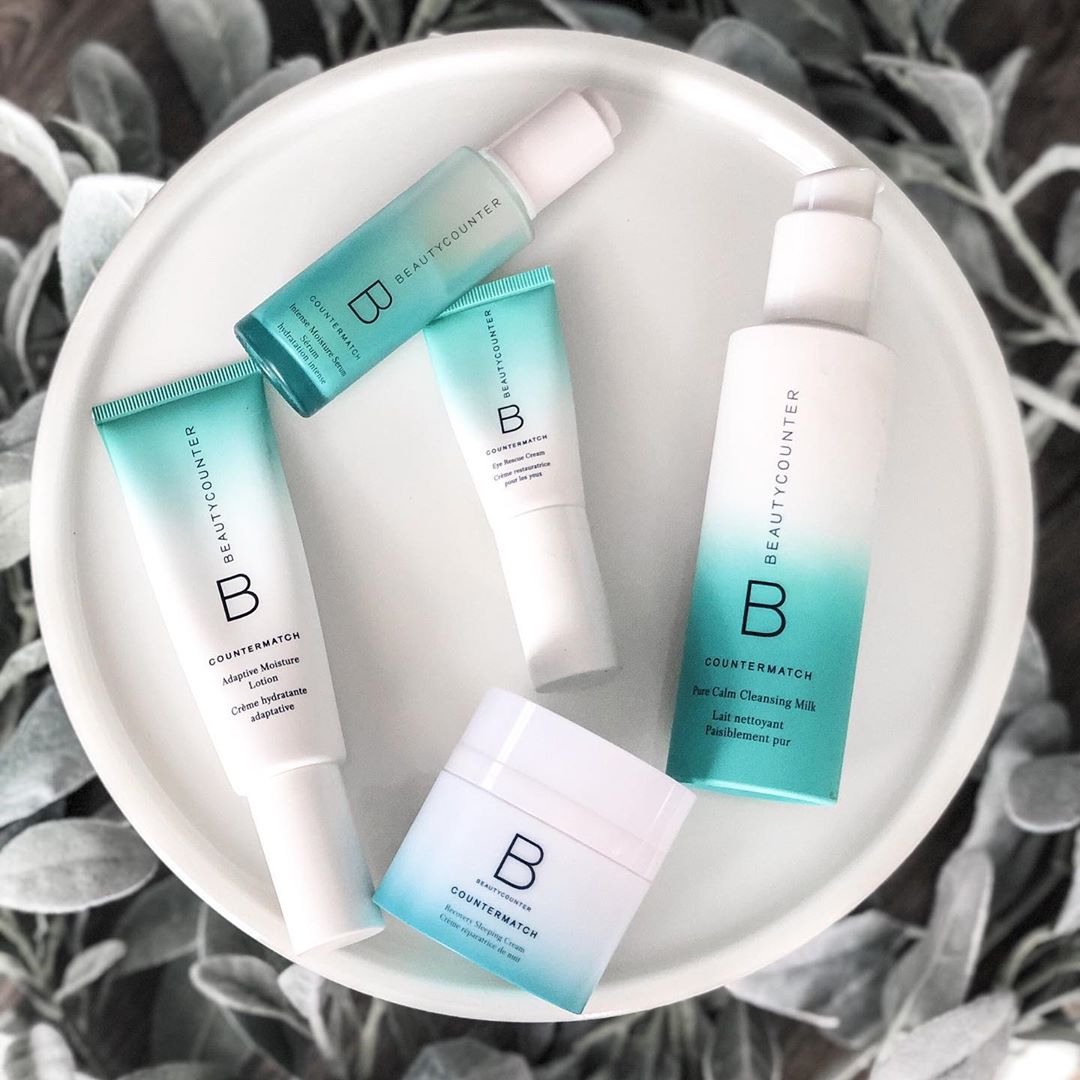 BEAUTYCOUNTER
B
COUNTERMATCH
Intense Moisture Serum
Sérum
hydratation intense
BEAUTYCOUNTER
B
COUNTERMATCH
Eye Rescue Cream
Crème restauratrice
pour les yeux
BEAUTYCOUNTER
B
COUNTERMATCH
Pure Calm Cleansing Milk
Lait nettoyant
Paisiblement pur
BEAUTYCOUNTER
B
COUNTERMATCH
Adaptive Moisture
Lotion
Crème hydratante
adaptative
B
BEAUTYCOUNTER
COUNTERMATCH
Recovery Sleeping Cream
Crème réparatrice de nuit